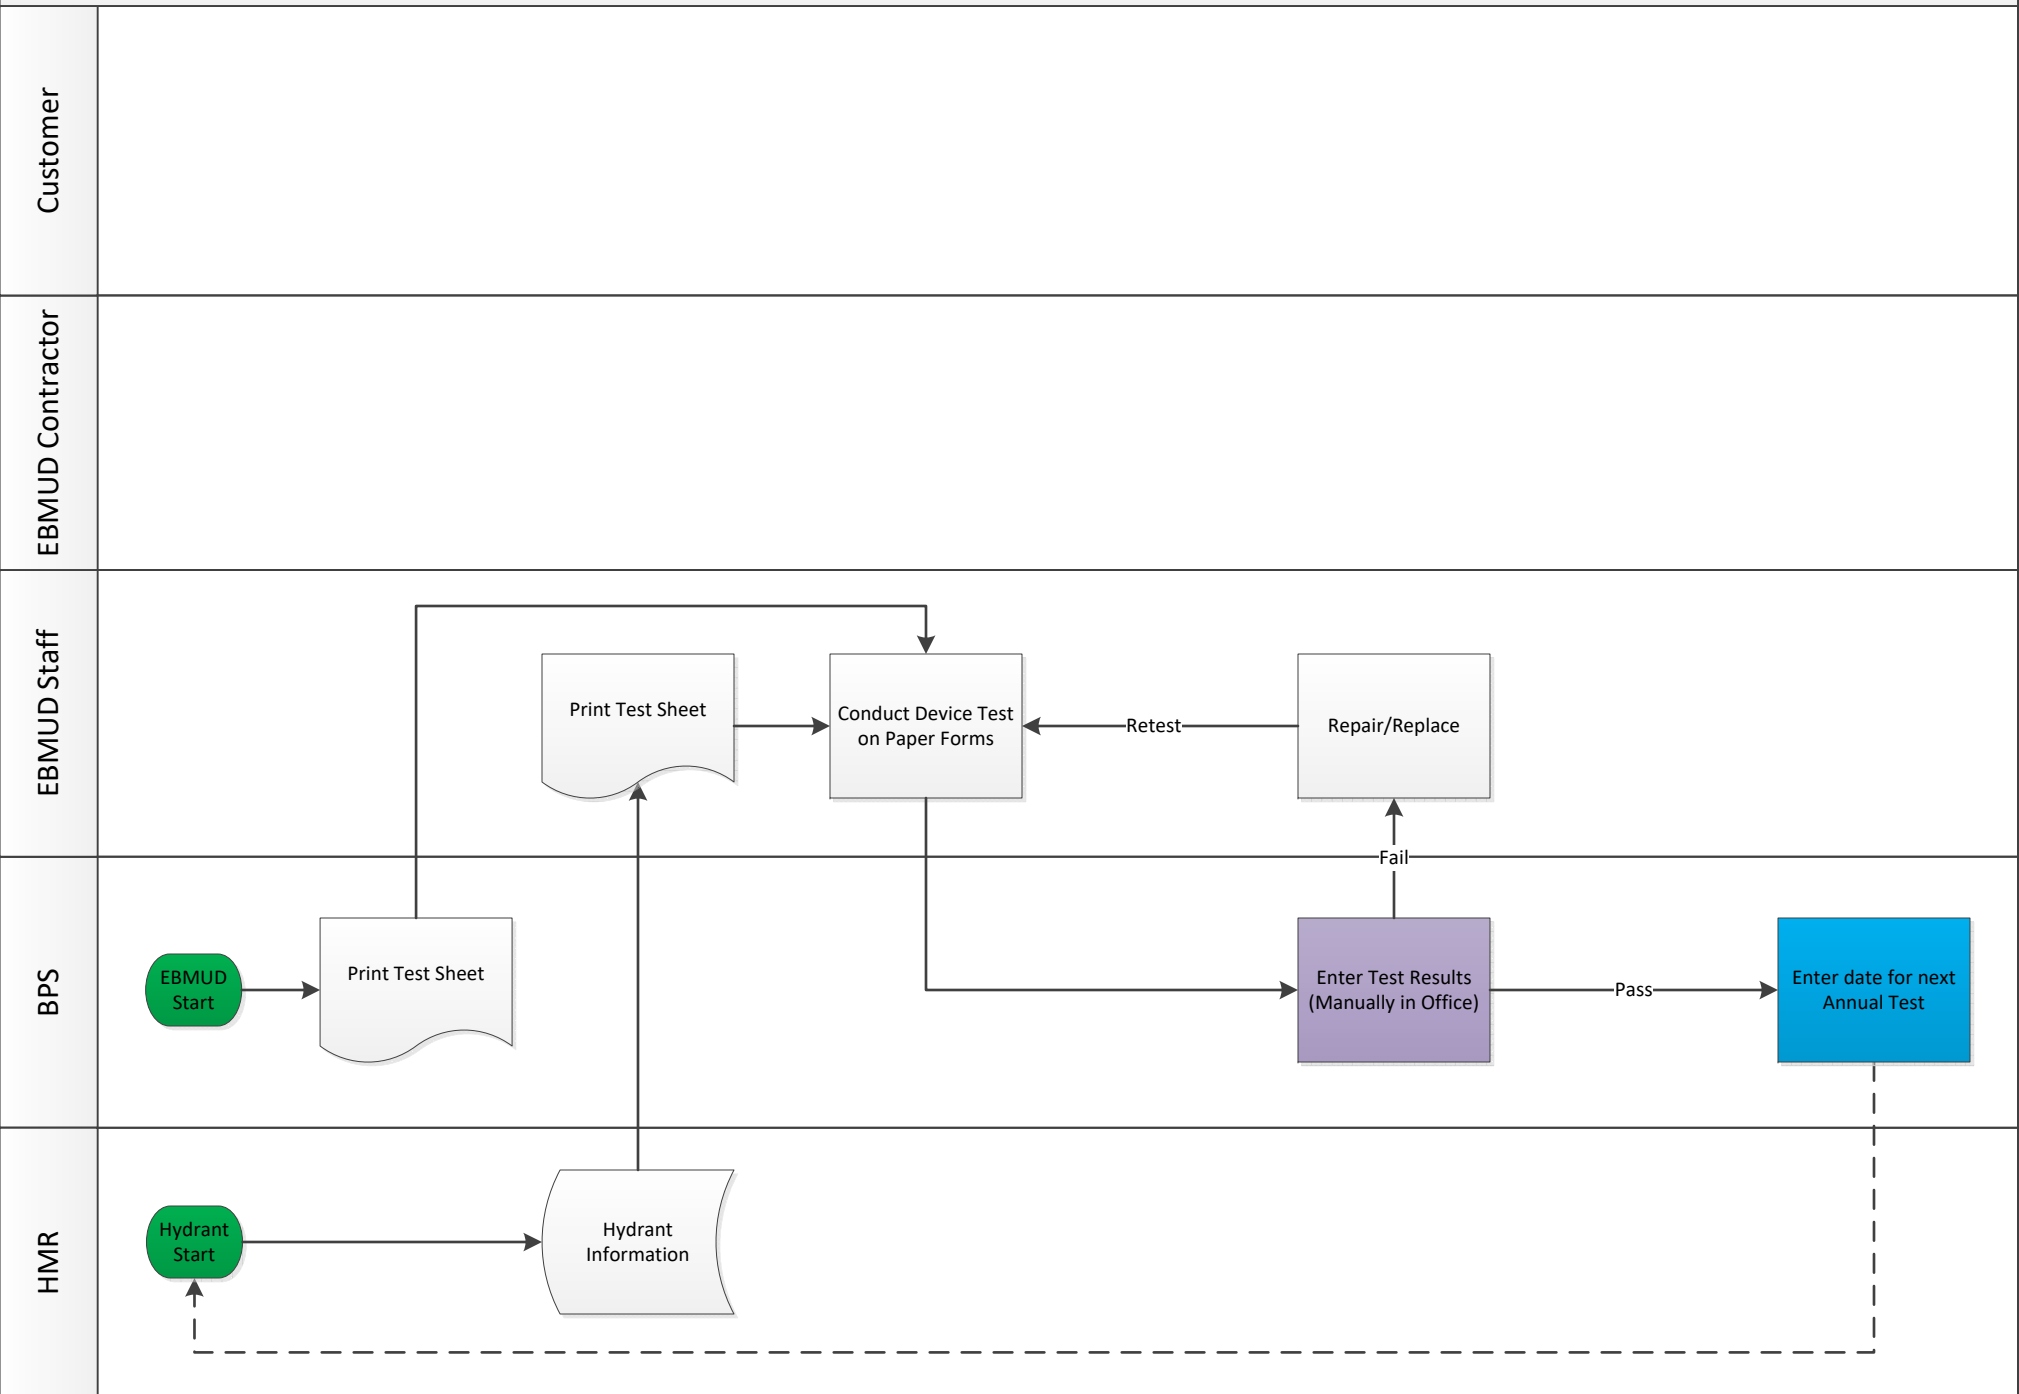 Customer
EBMUD Contractor
EBMUD Staff
Print Test Sheet
Conduct Device Test
on Paper Forms
Retest
Repair/Replace
Fail
BPS
EBMUD
Start
Print Test Sheet
Enter Test Results
(Manually in Office)
Pass
Enter date for next
Annual Test
HMR
Hydrant
Start
Hydrant
Information